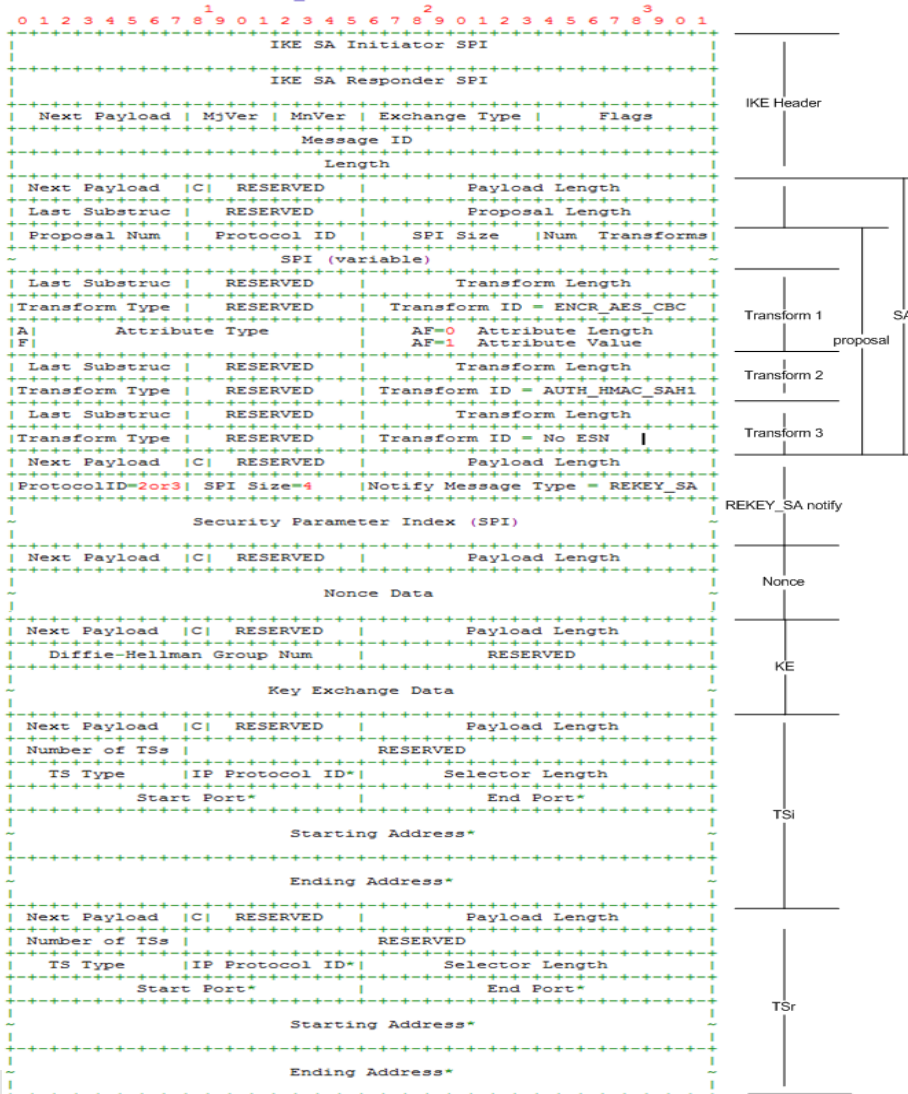 1 2 3
0 1 2 3 4 5 6 7 8 9 0 1 2 3 4 5 6 7 8 9 0 1 2 3 4 5 6 7 8 9 0 1
IKE SA Initiator SPI
IKE SA Responder SPI
IKE Header
| Next Payload | MjVer | MnVer | Exchange Type | Flags |
Message ID
Length
| Next Payload |C| RESERVED | Payload Length |
| Last Substruc | RESERVED | Proposal Length |
| Proposal Num | Protocol ID | SPI Size |Num Transforms|
~ SPI (variable) ~
| Last Substruc | RESERVED | Transform Length |
|Transform Type | RESERVED | Transform ID = ENCR_AES_CBC |
Transform 1
SA
|A| Attribute Type | AF=0 Attribute Length |
|F| | AF=1 Attribute Value |
proposal
| Last Substruc | RESERVED | Transform Length |
Transform 2
|Transform Type | RESERVED | Transform ID = AUTH_HMAC_SAH1 |
| Last Substruc | RESERVED | Transform Length |
Transform 3
|Transform Type | RESERVED | Transform ID = No ESN |
| Next Payload |C| RESERVED | Payload Length |
|ProtocolID=2or3| SPI Size=4 |Notify Message Type = REKEY_SA |
REKEY_SA notify
~ Security Parameter Index (SPI) ~
| Next Payload |C| RESERVED | Payload Length |
Nonce
~ Nonce Data ~
| Next Payload |C| RESERVED | Payload Length |
| Diffie-Hellman Group Num | RESERVED |
KE
~ Key Exchange Data ~
| Next Payload |C| RESERVED | Payload Length |
| Number of TSs | RESERVED |
| TS Type |IP Protocol ID*| Selector Length |
| Start Port* | End Port* |
TSi
~ Starting Address* ~
~ Ending Address* ~
| Next Payload |C| RESERVED | Payload Length |
| Number of TSs | RESERVED |
| TS Type |IP Protocol ID*| Selector Length |
| Start Port* | End Port* |
TSr
~ Starting Address* ~
~ Ending Address* ~